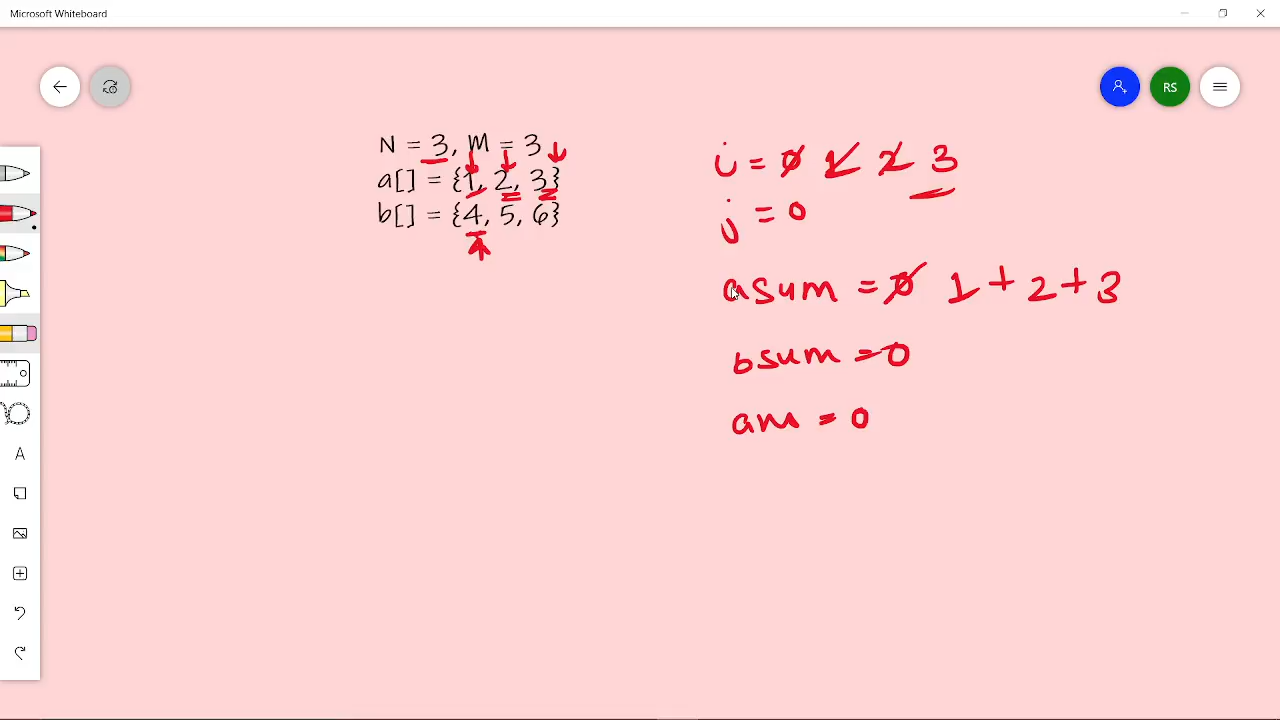 Microsoft Whiteboard
RS
N = 3, M = 3
a[] = {1, 2, 3}
b[] = {4, 5, 6}
i = 0 1 2 3
j = 0
asum = 0 1 + 2 + 3
bsum = 0
ans = 0
A